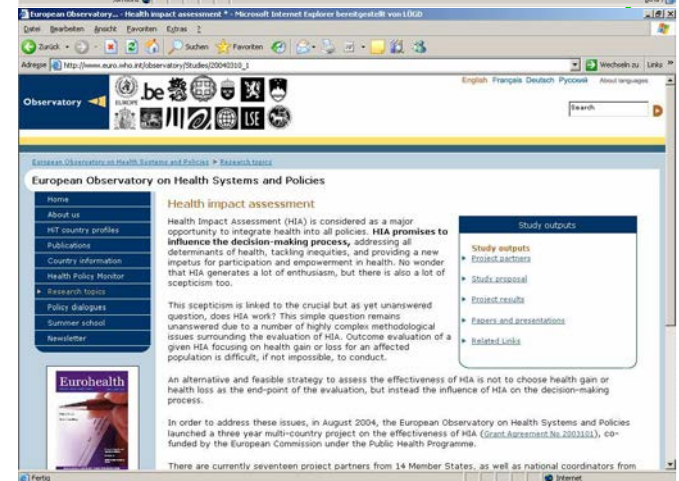 European Observatory... - Health impact assessment * - Microsoft Internet Explorer bereitgestellt von LÖGD
Datei Bearbeiten Ansicht Favoriten Extras ?
Zurück Suchen Favoriten
Adresse http://www.euro.who.int/observatory/Studies/20040310_1 Wechseln zu Links »
English Français Deutsch Русский About languages
Observatory
EUROPE
.be
LSE
Search
European Observatory on Health Systems and Policies > Research topics
European Observatory on Health Systems and Policies
Home
About us
HiT country profiles
Publications
Country information
Health Policy Monitor
Research topics
Policy dialogues
Summer school
Newsletter
Eurohealth
Health impact assessment
Health Impact Assessment (HIA) is considered as a major
opportunity to integrate health into all policies. HIA promises to
influence the decision-making process, addressing all
determinants of health, tackling inequities, and providing a new
impetus for participation and empowerment in health. No wonder
that HIA generates a lot of enthusiasm, but there is also a lot of
scepticism too.
This scepticism is linked to the crucial but as yet unanswered
question, does HIA work? This simple question remains
unanswered due to a number of highly complex methodological
issues surrounding the evaluation of HIA. Outcome evaluation of a
given HIA focusing on health gain or loss for an affected
population is difficult, if not impossible, to conduct.
Study outputs
Study outputs
Project partners
Study proposal
Project results
Papers and presentations
Related Links
An alternative and feasible strategy to assess the effectiveness of HIA is not to choose health gain or
health loss as the end-point of the evaluation, but instead the influence of HIA on the decision-making
process.
In order to address these issues, in August 2004, the European Observatory on Health Systems and Policies
launched a three year multi-country project on the effectiveness of HIA (Grant Agreement No 2003101), co-
funded by the European Commission under the Public Health Programme.
There are currently seventeen project partners from 14 Member States, as well as national coordinators from
Fertig
Internet